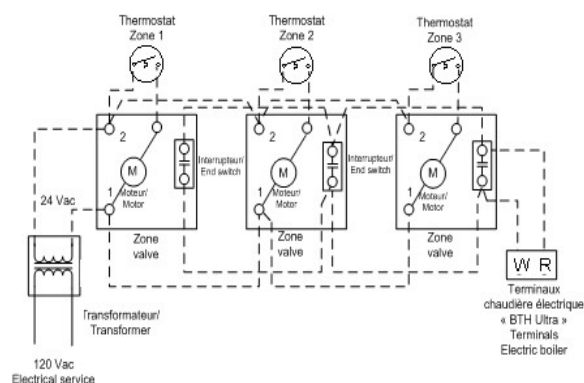 Thermostat
Zone 1
Thermostat
Zone 2
Thermostat
Zone 3
2
M
Moteur/
Motor
1
Interrupteur/
End switch
2
M
Moteur/
Motor
1
Interrupteur/
End switch
2
M
Moteur/
Motor
1
24 Vac
Zone
valve
Zone
valve
Zone
valve
W R
Transformateur/
Transformer
Terminaux
chaudière électrique
« BTH Ultra »
Terminals
Electric boiler
120 Vac
Electrical service